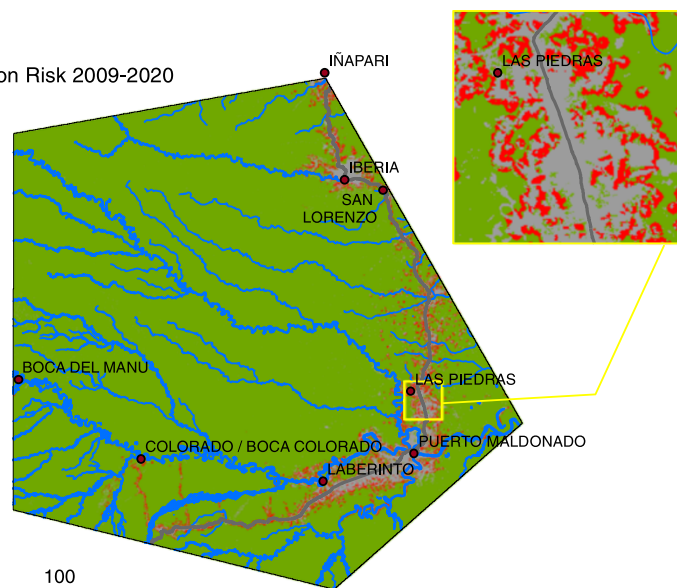 on Risk 2009-2020
IÑAPARI
LAS PIEDRAS
IBERIA
SAN
LORENZO
BOCA DEL MANU
LAS PIEDRAS
COLORADO / BOCA COLORADO
PUERTO MALDONADO
LABERINTO
100